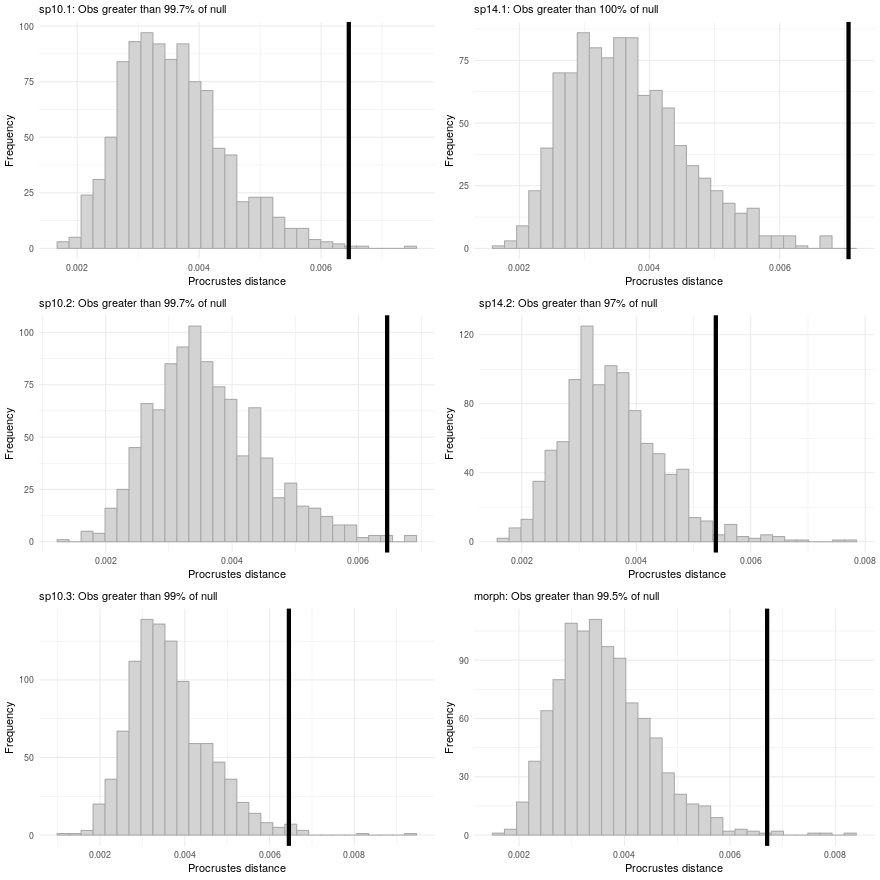 sp10.1: Obs greater than 99.7% of null
Frequency
100
75
50
25
0
0.002 0.004 0.006
Procrustes distance
sp14.1: Obs greater than 100% of null
Frequency
75
50
25
0
0.002 0.004 0.006
Procrustes distance
sp10.2: Obs greater than 99.7% of null
Frequency
100
75
50
25
0
0.002 0.004 0.006
Procrustes distance
sp14.2: Obs greater than 97% of null
Frequency
120
80
40
0
0.002 0.004 0.006 0.008
Procrustes distance
sp10.3: Obs greater than 99% of null
Frequency
100
50
0
0.002 0.004 0.006 0.008
Procrustes distance
morph: Obs greater than 99.5% of null
Frequency
90
60
30
0
0.002 0.004 0.006 0.008
Procrustes distance